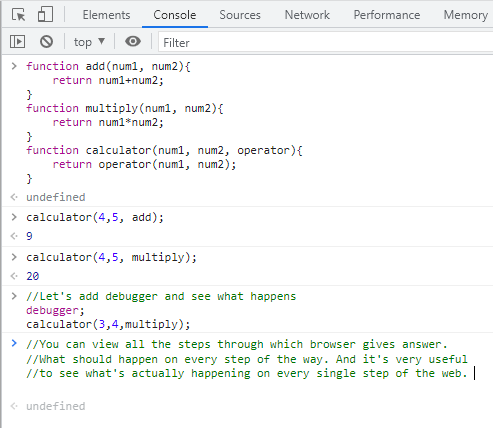 Elements Console Sources Network Performance Memory
top ▼ Filter
function add(num1, num2){
return num1+num2;
}
function multiply(num1, num2){
return num1*num2;
}
function calculator(num1, num2, operator){
return operator(num1, num2);
}
undefined
calculator(4,5, add);
9
calculator(4,5, multiply);
20
//Let's add debugger and see what happens
debugger;
calculator(3,4,multiply);
//You can view all the steps through which browser gives answer.
//What should happen on every step of the way. And it's very useful
//to see what's actually happening on every single step of the web.
undefined